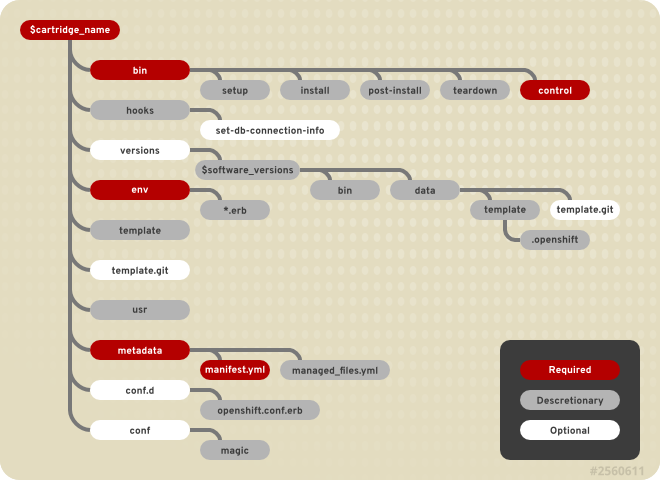 $cartridge_name
bin
setup
install
post-install
teardown
control
hooks
set-db-connection-info
versions
$software_versions
env
bin
data
*.erb
template
template.git
template
.openshift
template.git
usr
metadata
manifest.yml
managed_files.yml
conf.d
openshift.conf.erb
conf
magic
Required
Descretionary
Optional
#2560611